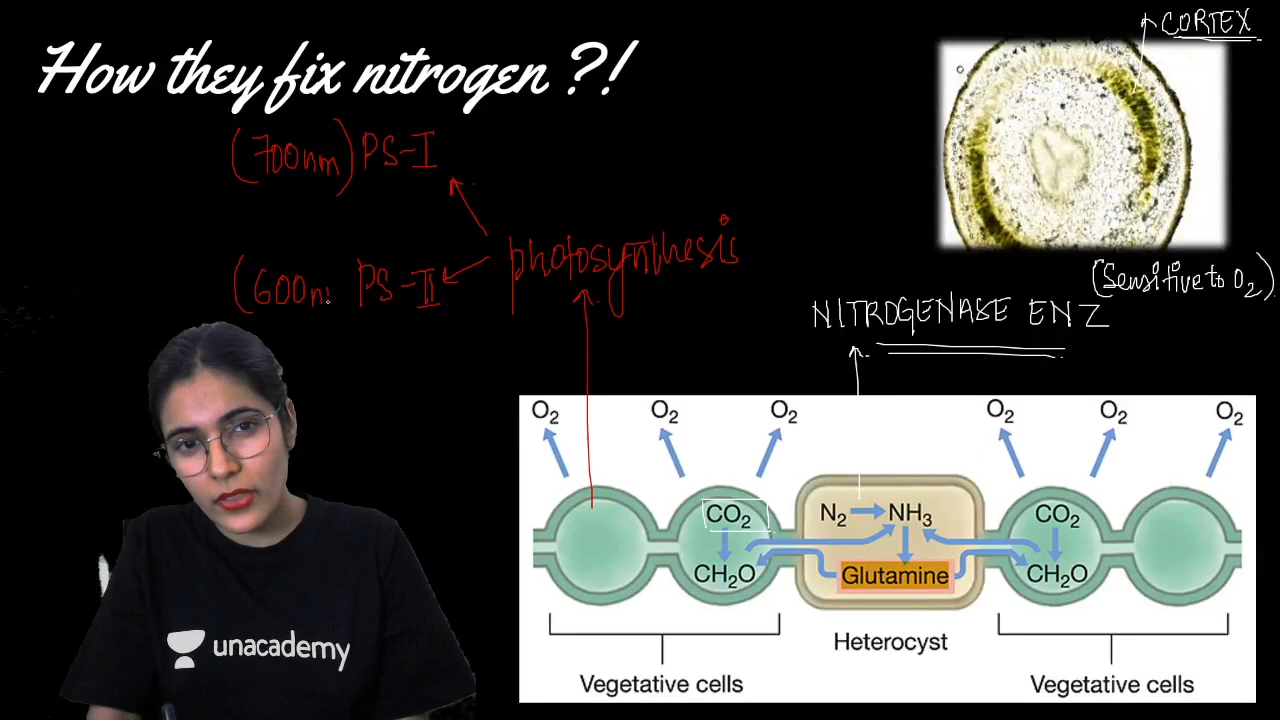 CORTEX
How they fix nitrogen ?!
(700nm) PS-I
photosynthesis
(600n PS-II
(Sensitive to O2)
NITROGENASE ENZ
O2 O2 O2 O2 O2 O2
CO2 N2 NH3 CO2
CH2O Glutamine CH2O
Heterocyst
Vegetative cells Vegetative cells
unacademy